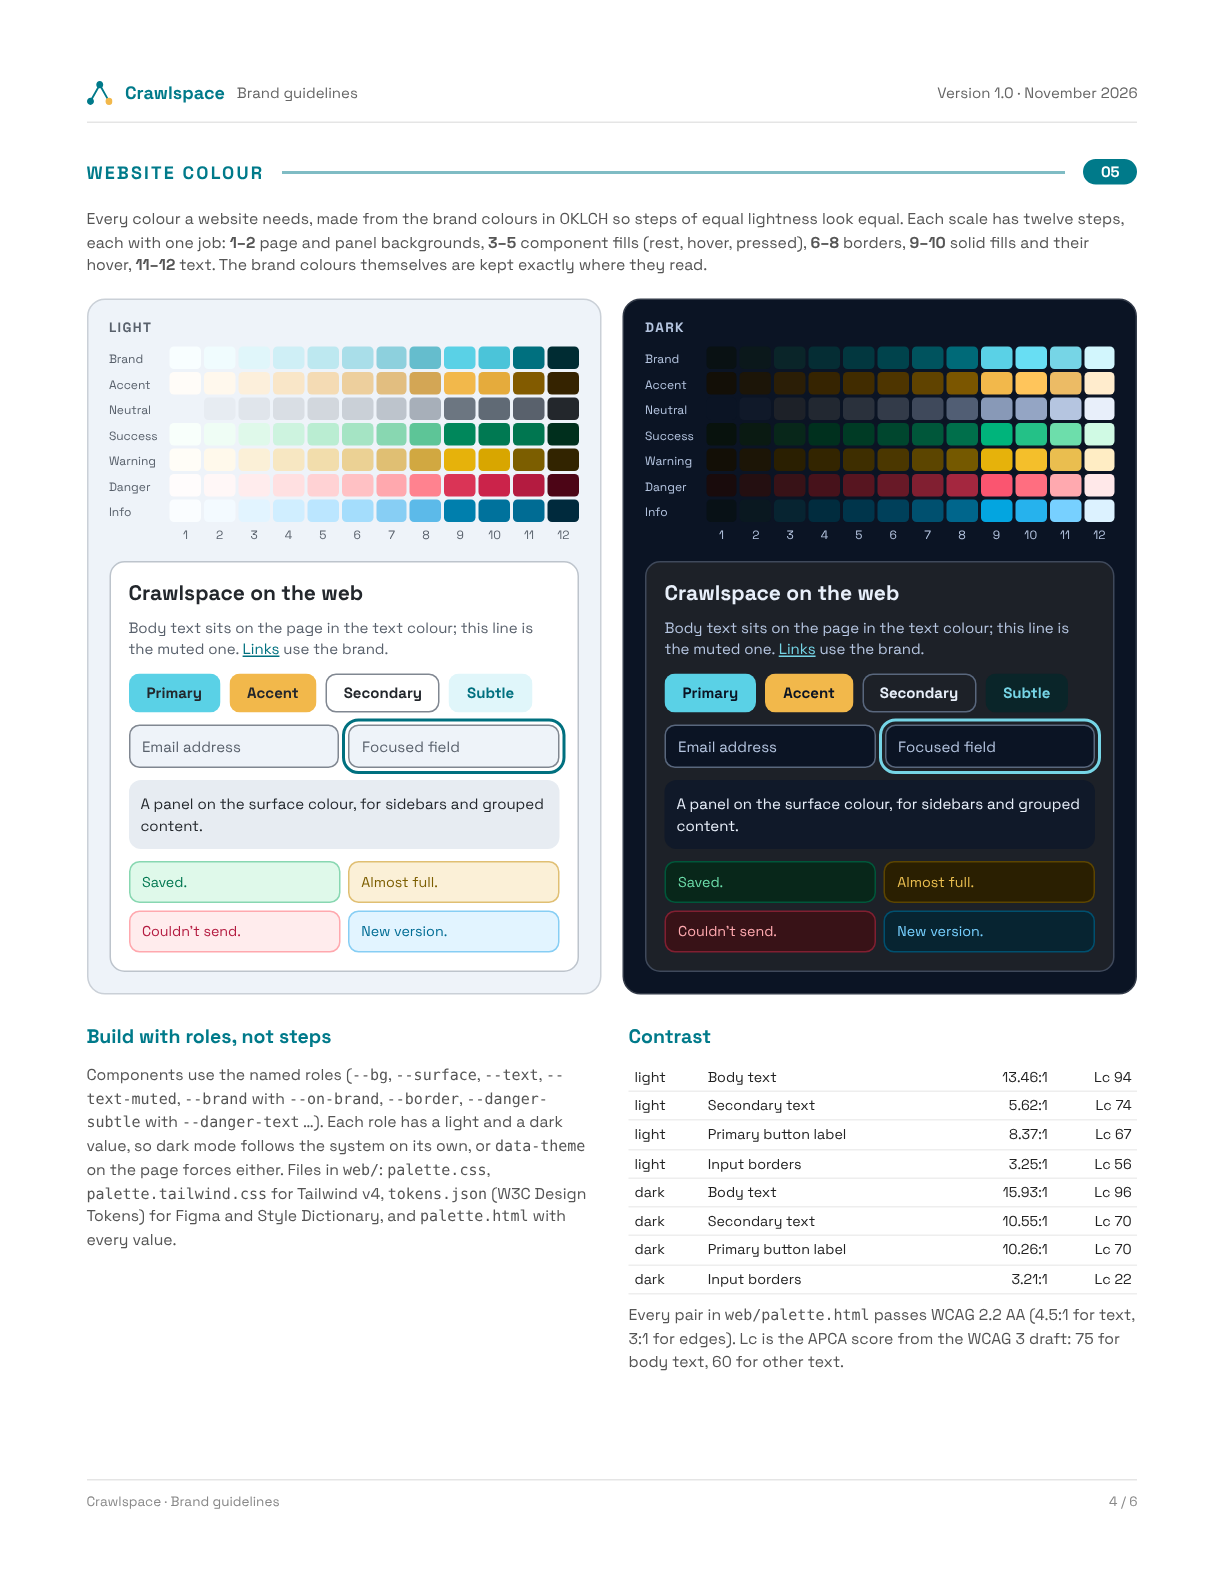 Crawlspace Brand guidelines
Version 1.0 · November 2026
WEBSITE COLOUR
05
Every colour a website needs, made from the brand colours in OKLCH so steps of equal lightness look equal. Each scale has twelve steps,
each with one job: 1–2 page and panel backgrounds, 3–5 component fills (rest, hover, pressed), 6–8 borders, 9–10 solid fills and their
hover, 11–12 text. The brand colours themselves are kept exactly where they read.
LIGHT
Brand
Accent
Neutral
Success
Warning
Danger
Info
1 2 3 4 5 6 7 8 9 10 11 12
Crawlspace on the web
Body text sits on the page in the text colour; this line is
the muted one. Links use the brand.
Primary
Accent
Secondary
Subtle
Email address
Focused field
A panel on the surface colour, for sidebars and grouped
content.
Saved.
Almost full.
Couldn't send.
New version.
DARK
Brand
Accent
Neutral
Success
Warning
Danger
Info
1 2 3 4 5 6 7 8 9 10 11 12
Crawlspace on the web
Body text sits on the page in the text colour; this line is
the muted one. Links use the brand.
Primary
Accent
Secondary
Subtle
Email address
Focused field
A panel on the surface colour, for sidebars and grouped
content.
Saved.
Almost full.
Couldn't send.
New version.
Build with roles, not steps
Components use the named roles (--bg, --surface, --text, --
text-muted, --brand with --on-brand, --border, --danger-
subtle with --danger-text …). Each role has a light and a dark
value, so dark mode follows the system on its own, or data-theme
on the page forces either. Files in web/: palette.css,
palette.tailwind.css for Tailwind v4, tokens.json (W3C Design
Tokens) for Figma and Style Dictionary, and palette.html with
every value.
Contrast
light Body text 13.46:1 Lc 94
light Secondary text 5.62:1 Lc 74
light Primary button label 8.37:1 Lc 67
light Input borders 3.25:1 Lc 56
dark Body text 15.93:1 Lc 96
dark Secondary text 10.55:1 Lc 70
dark Primary button label 10.26:1 Lc 70
dark Input borders 3.21:1 Lc 22
Every pair in web/palette.html passes WCAG 2.2 AA (4.5:1 for text,
3:1 for edges). Lc is the APCA score from the WCAG 3 draft: 75 for
body text, 60 for other text.
Crawlspace · Brand guidelines
4 / 6